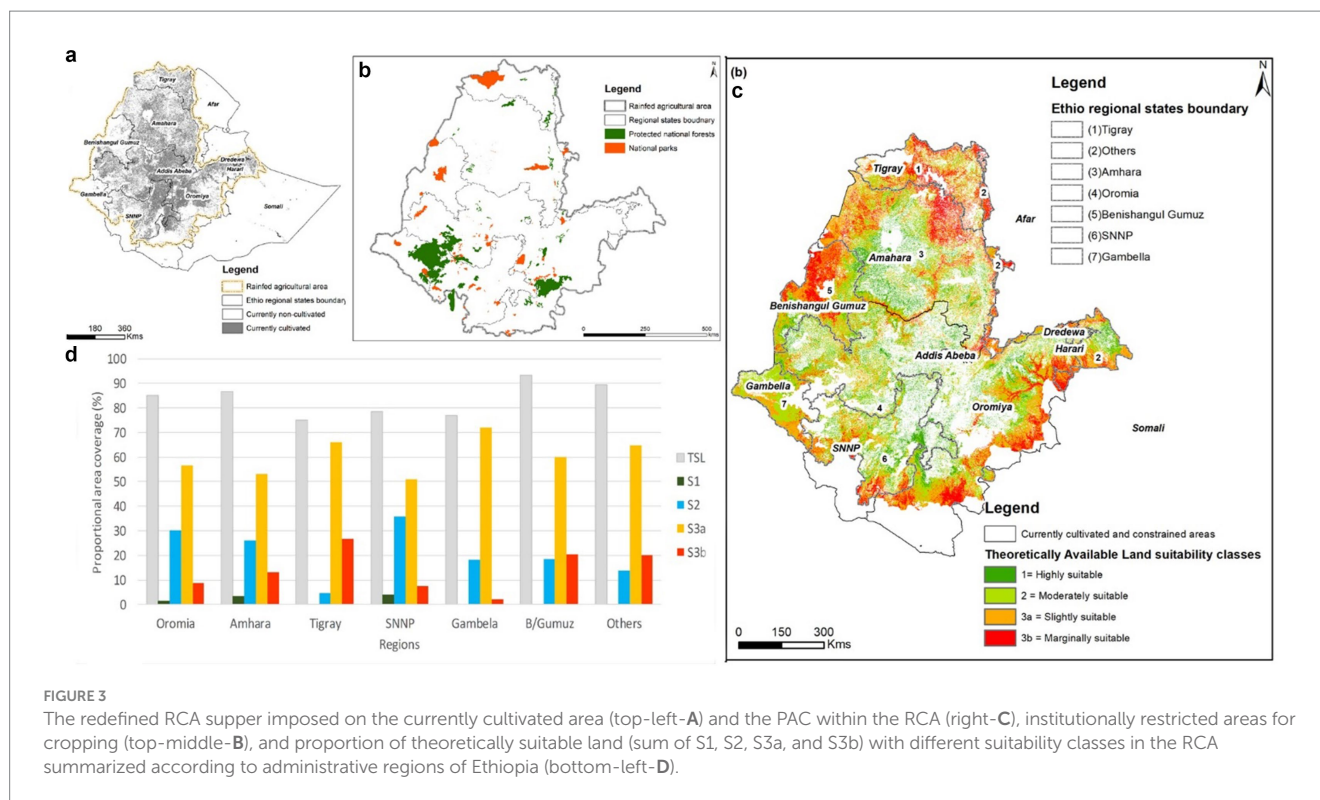 a
Tigray
Afar
Amahara
Benishangul Gumuz
Dredewa
Harari
Addis Abeba
Gambella
Oromiya
SNNP
Somali
Legend
Rainfed agricultural area
Ethio regional states boundary
Currently non-cultivated
Currently cultivated
180 360
Kms
b
N
Legend
Rainfed agricultural area
Regional states boudnary
Protected national forests
National parks
250 500
kms
(b)
c
N
Legend
Ethio regional states boundary
(1)Tigray
(2)Others
(3)Amhara
(4)Oromia
(5)Benishangul Gumuz
(6)SNNP
(7)Gambella
Tigray 1
2
Afar
Amahara 3
2
5
Benishangul Gumuz
Dredewa
Harari
2
Addis Abeba
Gambella
7
4
Oromiya
SNNP
6
Somali
Legend
Currently cultivated and constrained areas
Theoretically Available Land suitability classes
1= Highly suitable
2 = Moderately suitable
3a = Slightly suitable
3b = Marginally suitable
0 150 300
Kms
d
Proportional area coverage (%)
100
90
80
70
60
50
40
30
20
10
0
Oromia Amhara Tigray SNNP Gambela B/Gumuz Others
Regions
TSL
S1
S2
S3a
S3b
FIGURE 3
The redefined RCA supper imposed on the currently cultivated area (top-left-A) and the PAC within the RCA (right-C), institutionally restricted areas for
cropping (top-middle-B), and proportion of theoretically suitable land (sum of S1, S2, S3a, and S3b) with different suitability classes in the RCA
summarized according to administrative regions of Ethiopia (bottom-left-D).